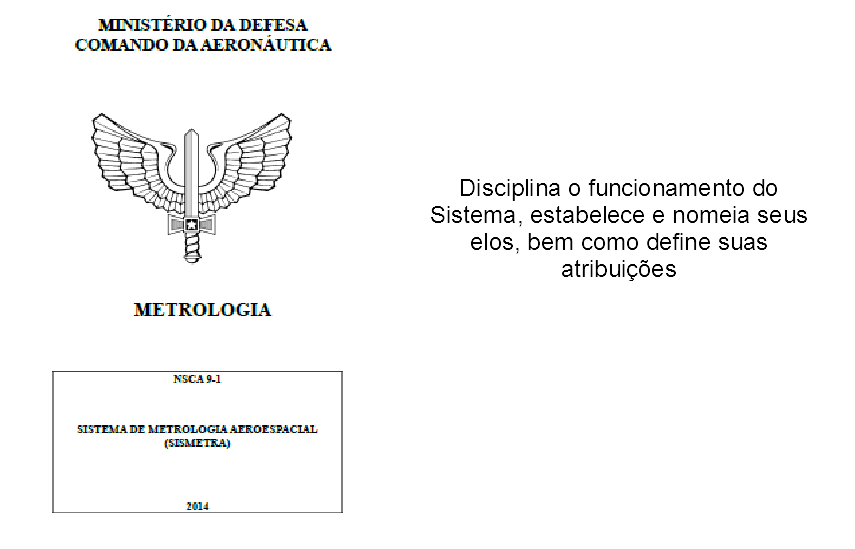 MINISTÉRIO DA DEFESA
COMANDO DA AERONÁUTICA
METROLOGIA
NSCA 9-1
SISTEMA DE METROLOGIA AEROESPACIAL
(SISMETRA)
2014
Disciplina o funcionamento do
Sistema, estabelece e nomeia seus
elos, bem como define suas
atribuições